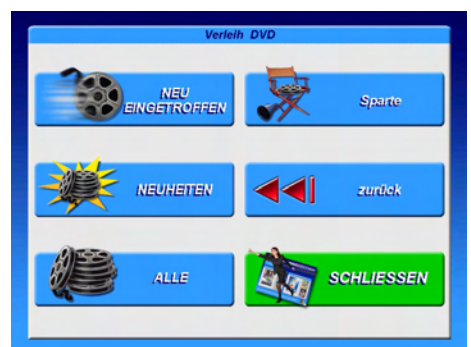 Verleih DVD
NEU
EINGETROFFEN
Sparte
NEUHEITEN
zurück
ALLE
SCHLIESSEN